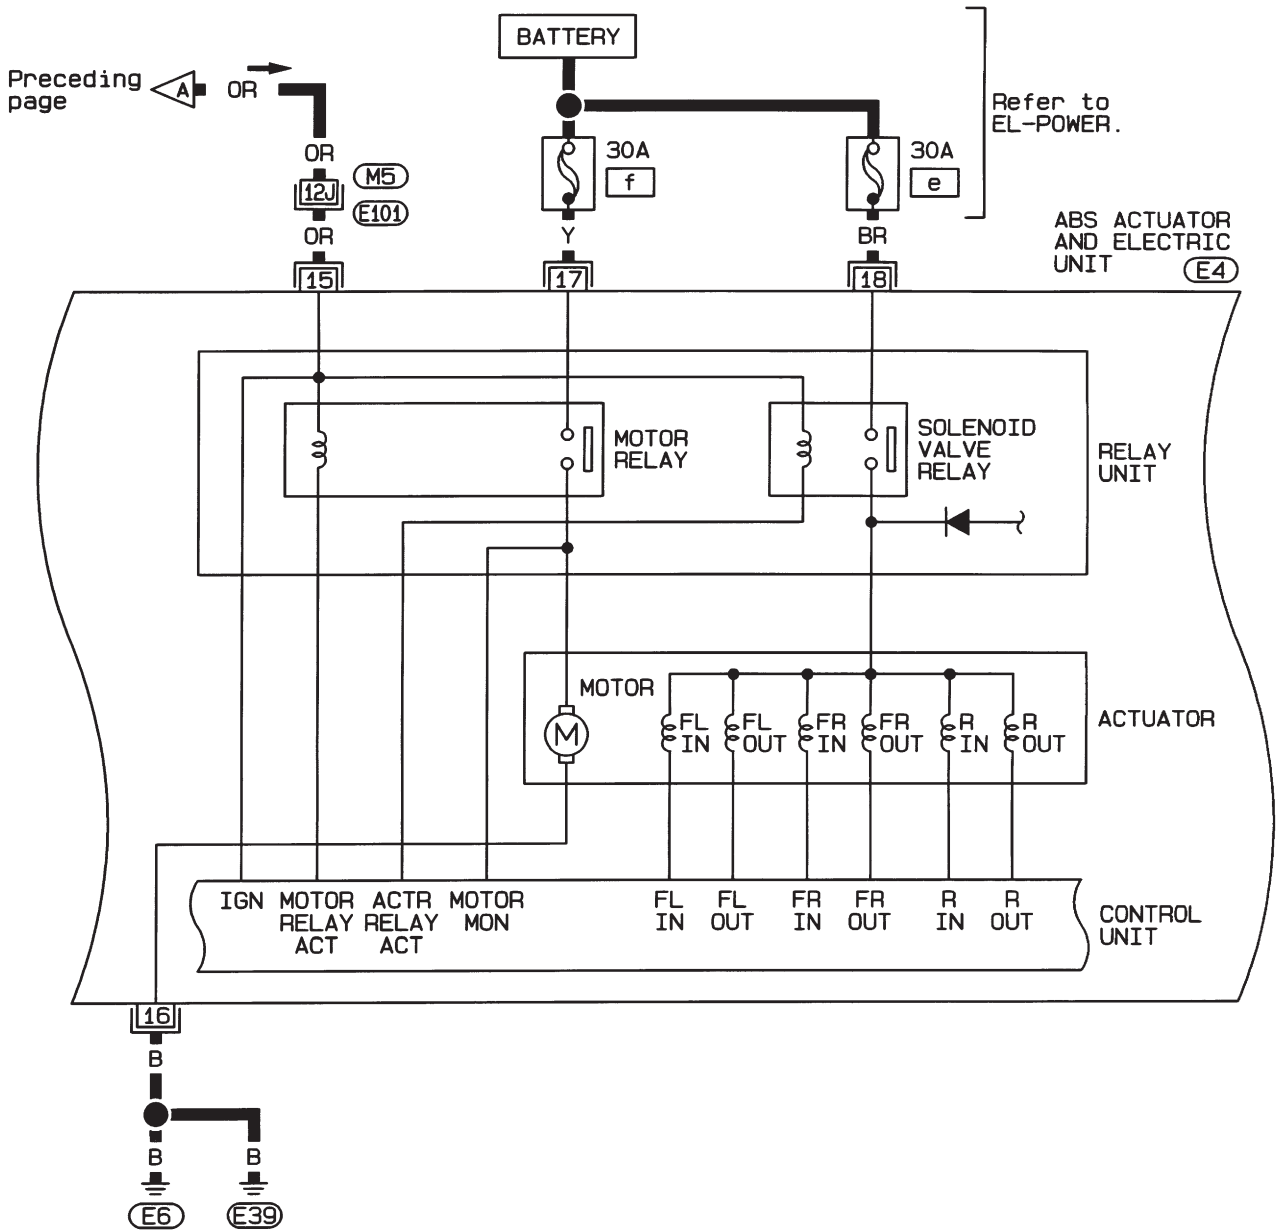 BATTERY
Preceding
page
A
OR
Refer to
EL-POWER.
OR
30A
30A
12J
M5
f
e
E101
OR
Y
BR
ABS ACTUATOR
AND ELECTRIC
UNIT
E4
15
17
18
MOTOR
RELAY
SOLENOID
VALVE
RELAY
RELAY
UNIT
MOTOR
M
FL
IN
FL
OUT
FR
IN
FR
OUT
R
IN
R
OUT
ACTUATOR
IGN
MOTOR
RELAY
ACT
ACTR
RELAY
ACT
MOTOR
MON
FL
IN
FL
OUT
FR
IN
FR
OUT
R
IN
R
OUT
CONTROL
UNIT
16
B
B
B
E6
E39